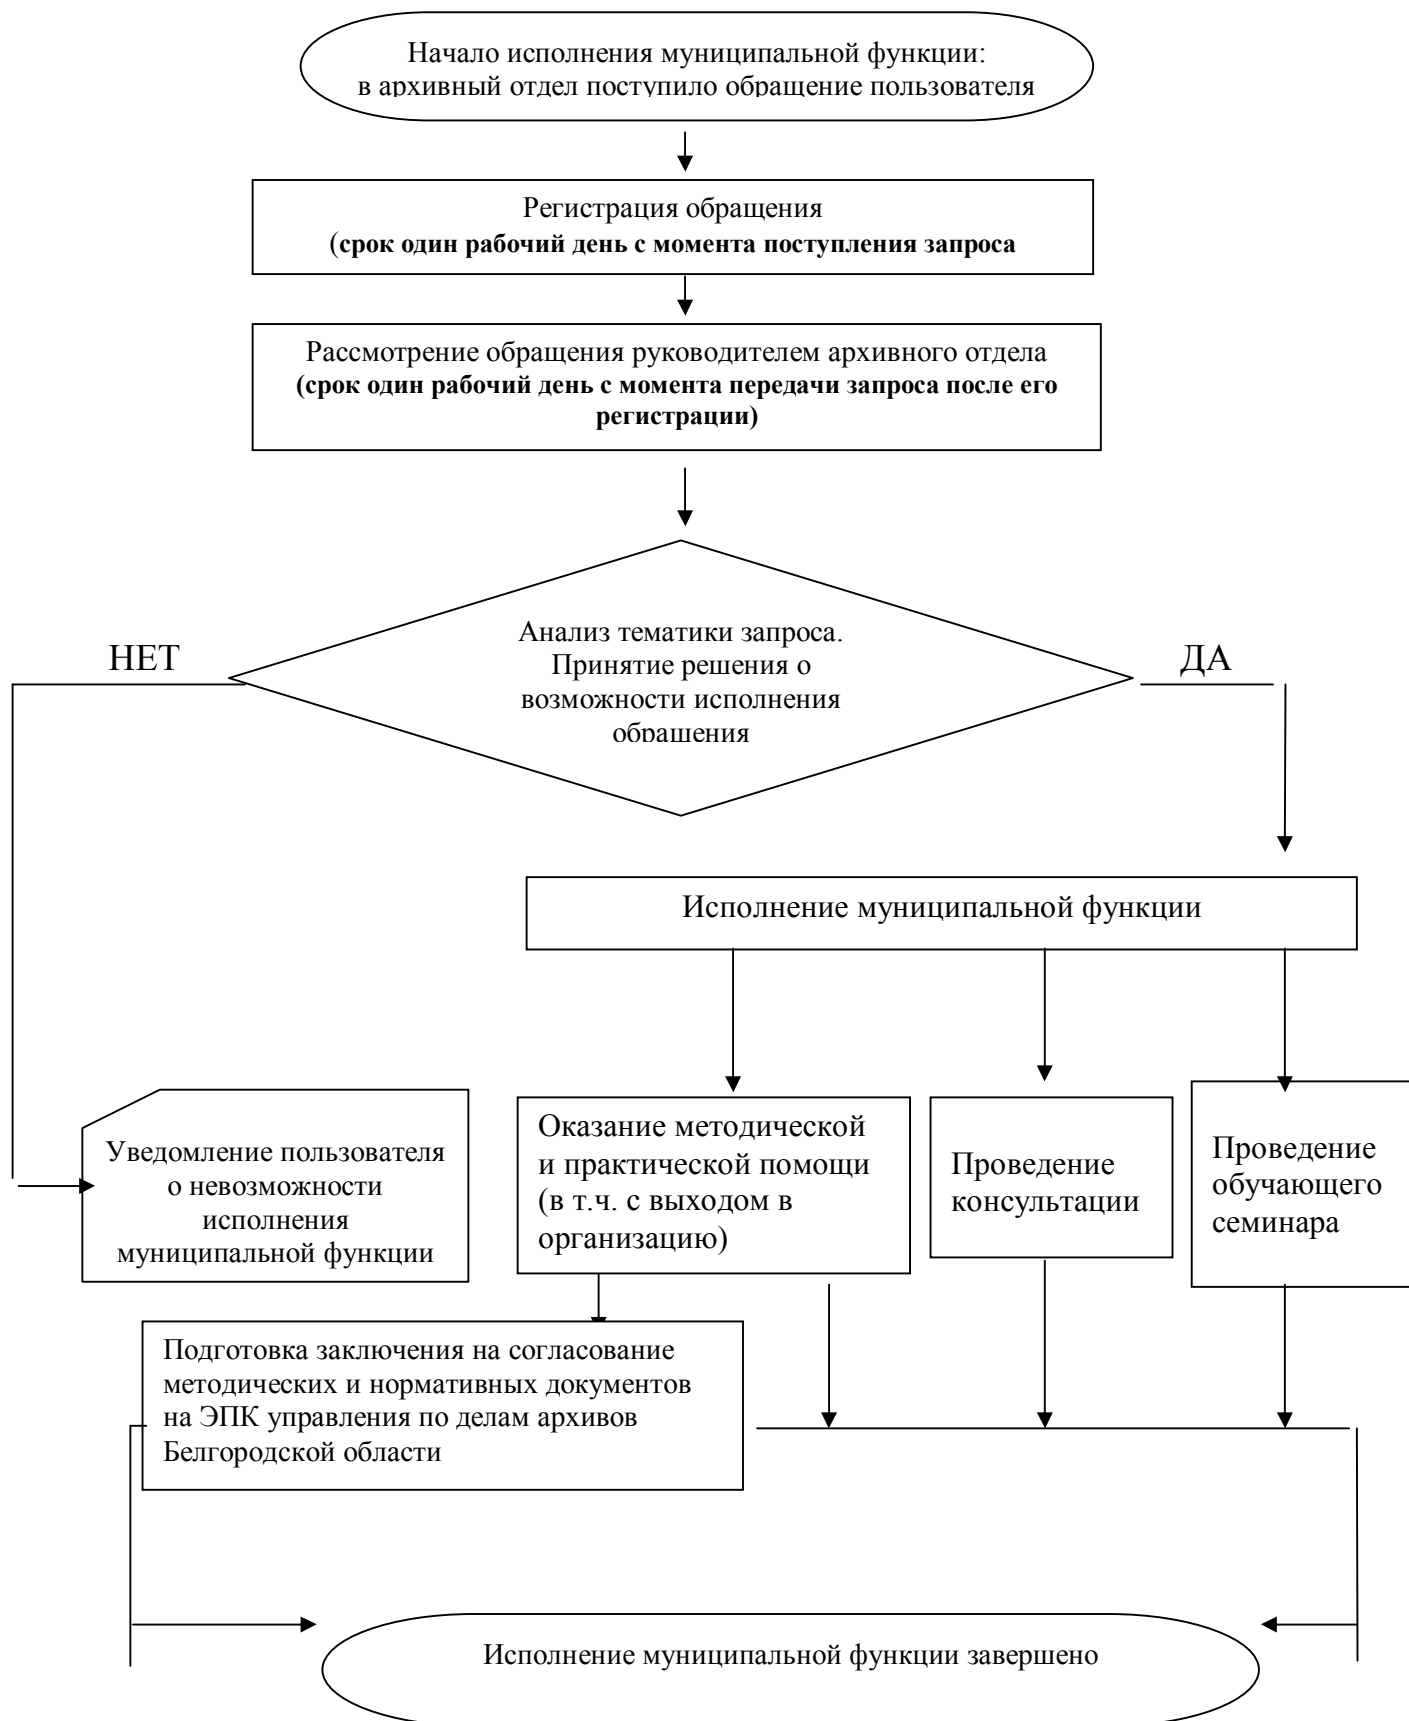 Начало исполнения муниципальной функции:
в архивный отдел поступило обращение пользователя
Регистрация обращения
(срок один рабочий день с момента поступления запроса
Рассмотрение обращения руководителем архивного отдела
(срок один рабочий день с момента передачи запроса после его
регистрации)
Анализ тематики запроса.
Принятие решения о
возможности исполнения
обращения
НЕТ
ДА
Исполнение муниципальной функции
Уведомление пользователя
о невозможности
исполнения
муниципальной функции
Оказание методической
и практической помощи
(в т.ч. с выходом в
организацию)
Проведение
консультации
Проведение
обучающего
семинара
Подготовка заключения на согласование
методических и нормативных документов
на ЭПК управления по делам архивов
Белгородской области
Исполнение муниципальной функции завершено